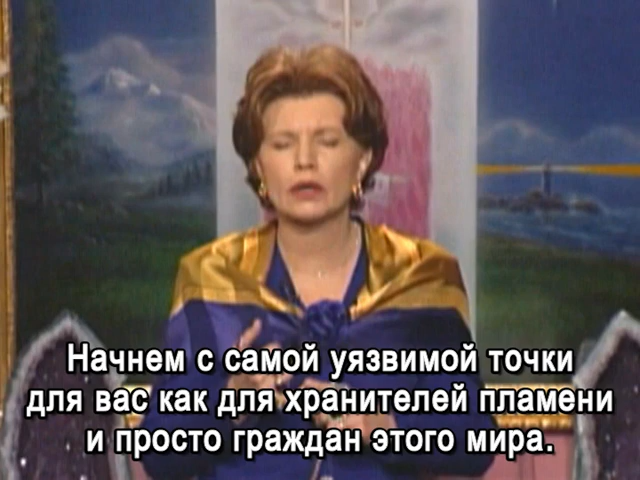 Начнем с самой уязвимой точки
для вас как для хранителей пламени
и просто граждан этого мира.